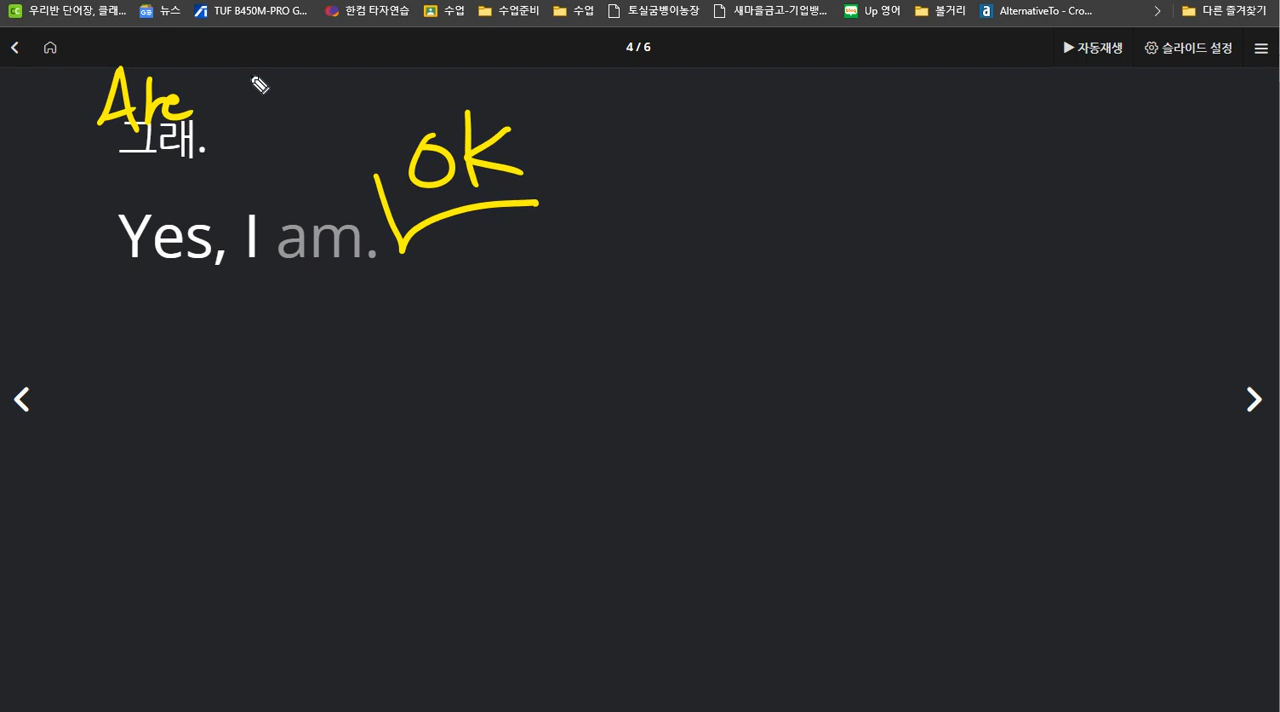 우리반 단어장, 클래... 뉴스 TUF B450M-PRO G... 한컴 타자연습 수업 수업준비 수업 토실굼벵이농장 새마을금고-기업뱅... Up 영어 볼거리 AlternativeTo - Cro... 다른 즐겨찾기
4 / 6 자동재생 슬라이드 설정
Are
그래.
OK
Yes, I am.